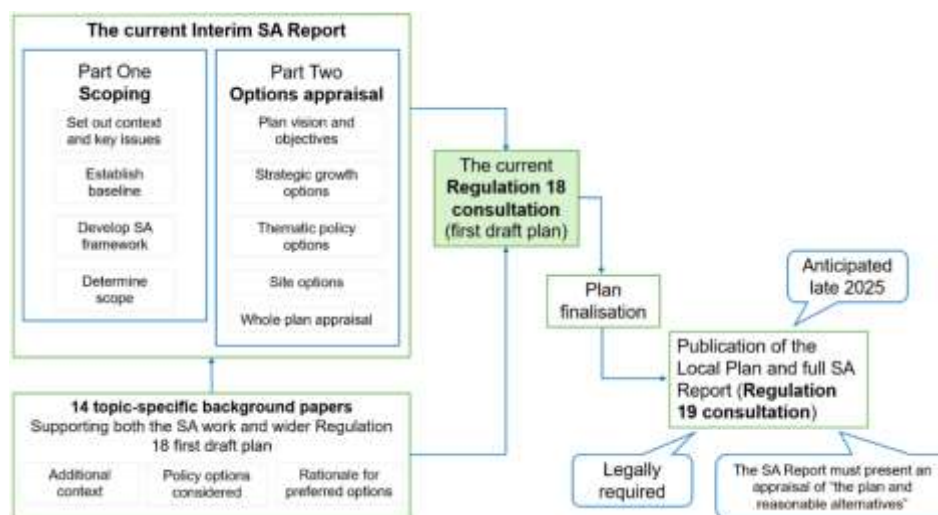 The current Interim SA Report
Part One
Scoping
Set out context
and key issues
Establish
baseline
Develop SA
framework
Determine
scope
Part Two
Options appraisal
Plan vision and
objectives
Strategic growth
options
Thematic policy
options
Site options
Whole plan appraisal
14 topic-specific background papers
Supporting both the SA work and wider Regulation
18 first draft plan
Additional
context
Policy options
considered
Rationale for
preferred options
The current
Regulation 18
consultation
(first draft plan)
Plan
finalisation
Anticipated
late 2025
Publication of the
Local Plan and full SA
Report (Regulation
19 consultation)
Legally
required
The SA Report must present an
appraisal of “the plan and
reasonable alternatives”